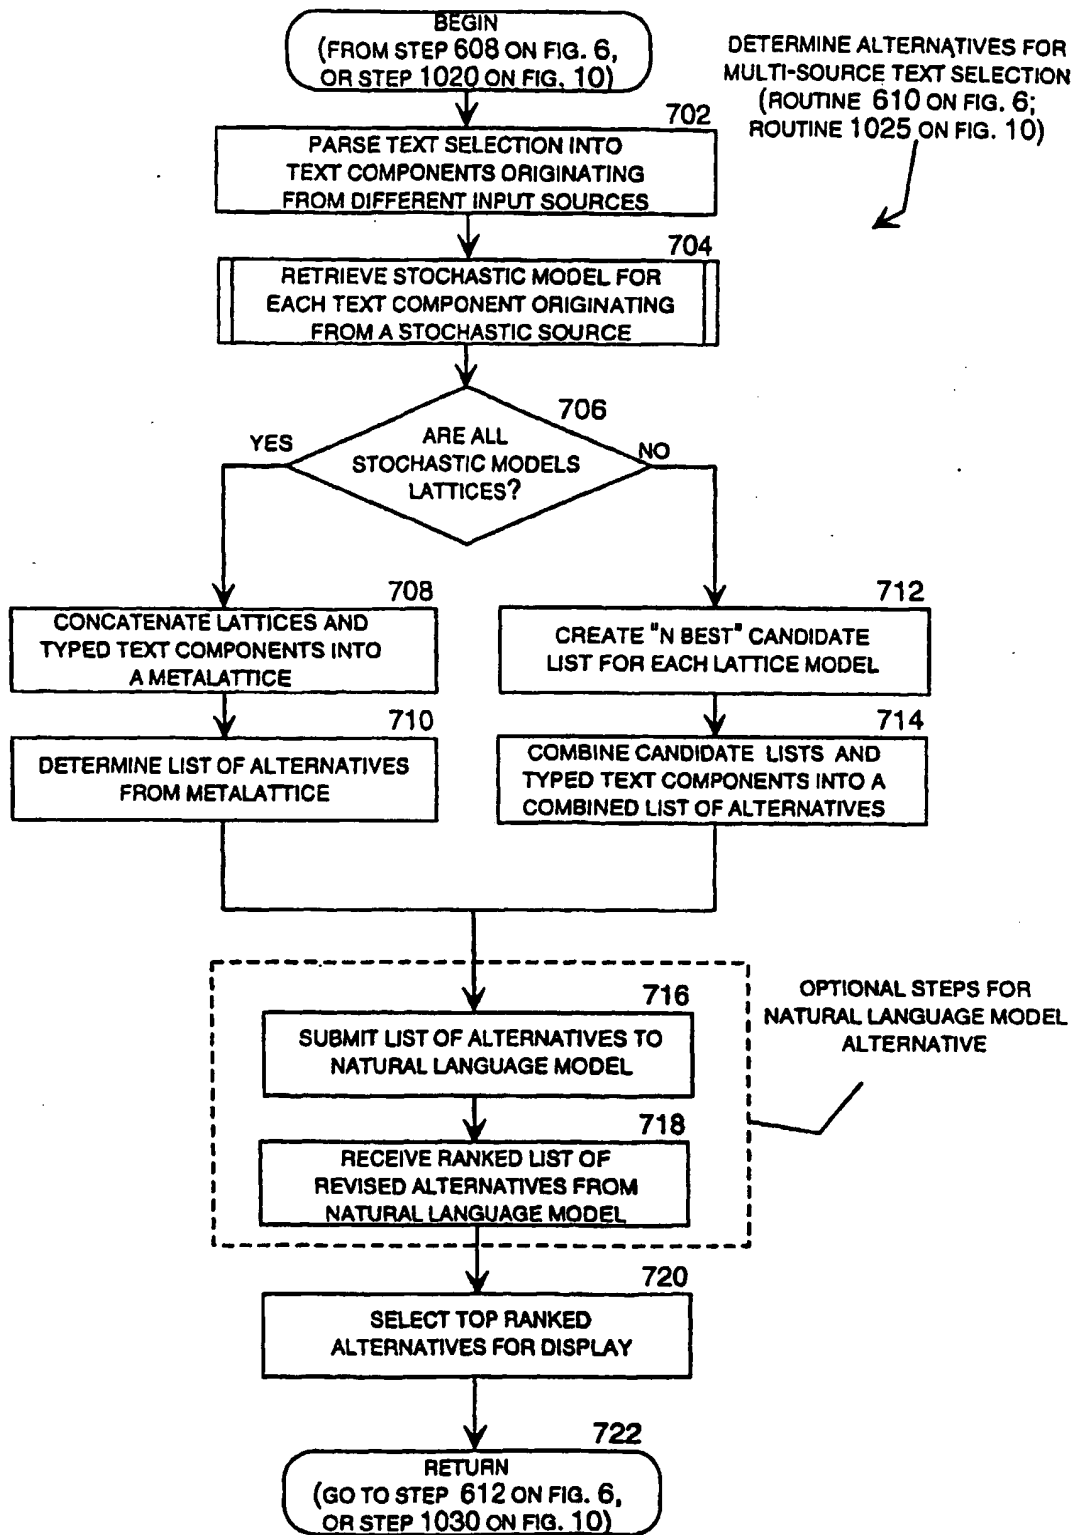 BEGIN
(FROM STEP 608 ON FIG. 6,
OR STEP 1020 ON FIG. 10)
DETERMINE ALTERNATIVES FOR
MULTI-SOURCE TEXT SELECTION
(ROUTINE 610 ON FIG. 6;
ROUTINE 1025 ON FIG. 10)
702
PARSE TEXT SELECTION INTO
TEXT COMPONENTS ORIGINATING
FROM DIFFERENT INPUT SOURCES
704
RETRIEVE STOCHASTIC MODEL FOR
EACH TEXT COMPONENT ORIGINATING
FROM A STOCHASTIC SOURCE
706
ARE ALL
STOCHASTIC MODELS
LATTICES?
YES
NO
708
CONCATENATE LATTICES AND
TYPED TEXT COMPONENTS INTO
A METALATTICE
710
DETERMINE LIST OF ALTERNATIVES
FROM METALATTICE
712
CREATE "N BEST" CANDIDATE
LIST FOR EACH LATTICE MODEL
714
COMBINE CANDIDATE LISTS AND
TYPED TEXT COMPONENTS INTO A
COMBINED LIST OF ALTERNATIVES
OPTIONAL STEPS FOR
NATURAL LANGUAGE MODEL
ALTERNATIVE
716
SUBMIT LIST OF ALTERNATIVES TO
NATURAL LANGUAGE MODEL
718
RECEIVE RANKED LIST OF
REVISED ALTERNATIVES FROM
NATURAL LANGUAGE MODEL
720
SELECT TOP RANKED
ALTERNATIVES FOR DISPLAY
722
RETURN
(GO TO STEP 612 ON FIG. 6,
OR STEP 1030 ON FIG. 10)